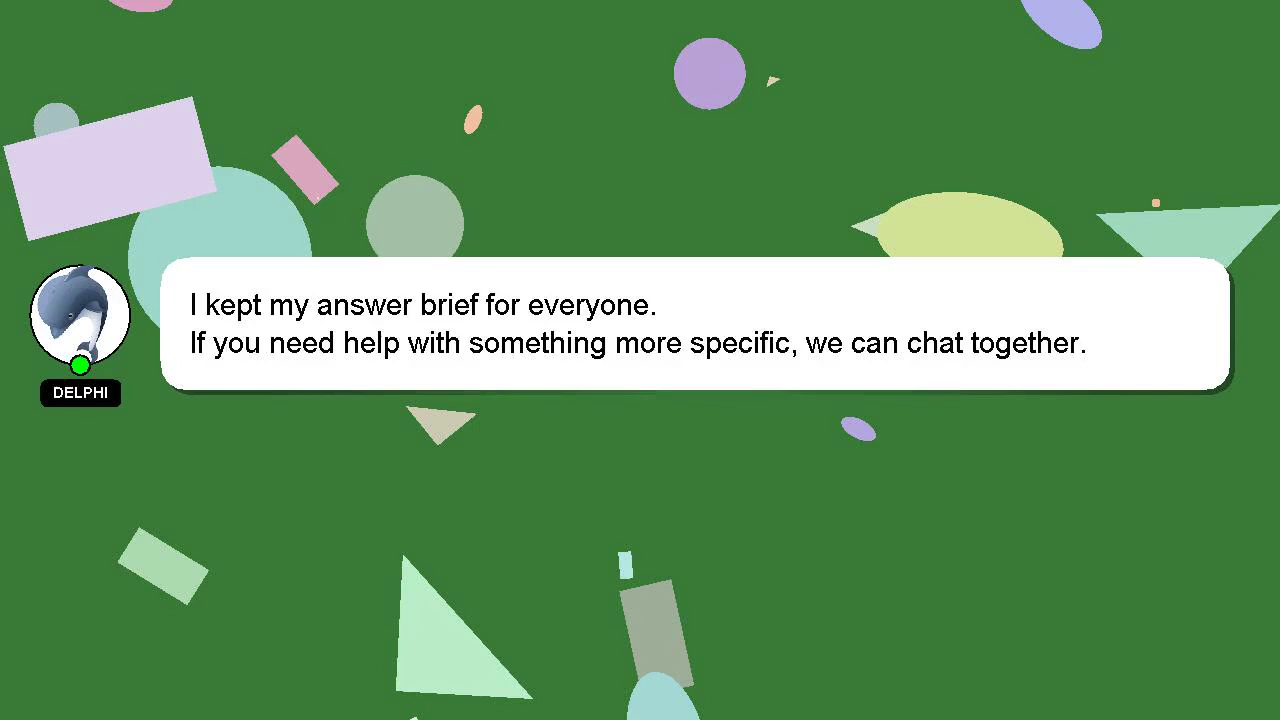 I kept my answer brief for everyone.
If you need help with something more specific, we can chat together.
DELPHI